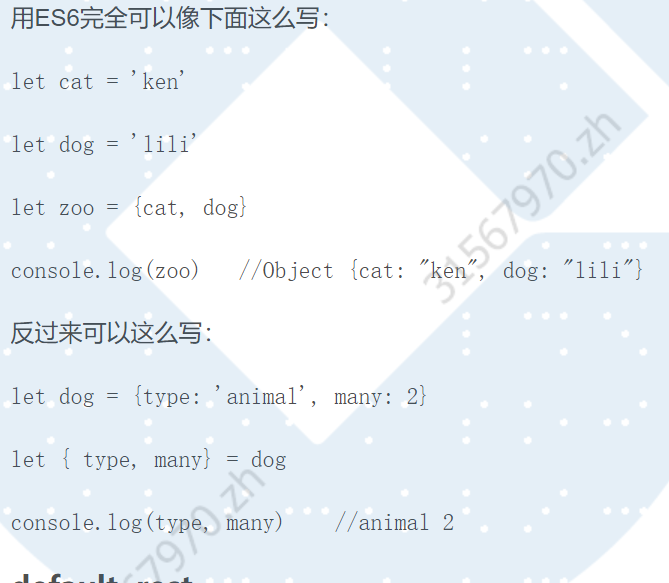 用ES6完全可以像下面这么写：
let cat = 'ken'
let dog = 'lili'
let zoo = {cat, dog}
console.log(zoo)   //Object {cat: "ken", dog: "lili"}
反过来可以这么写：
let dog = {type: 'animal', many: 2}
let { type, many} = dog
console.log(type, many)    //animal 2
default, rest
31567970.zh
67970.zh